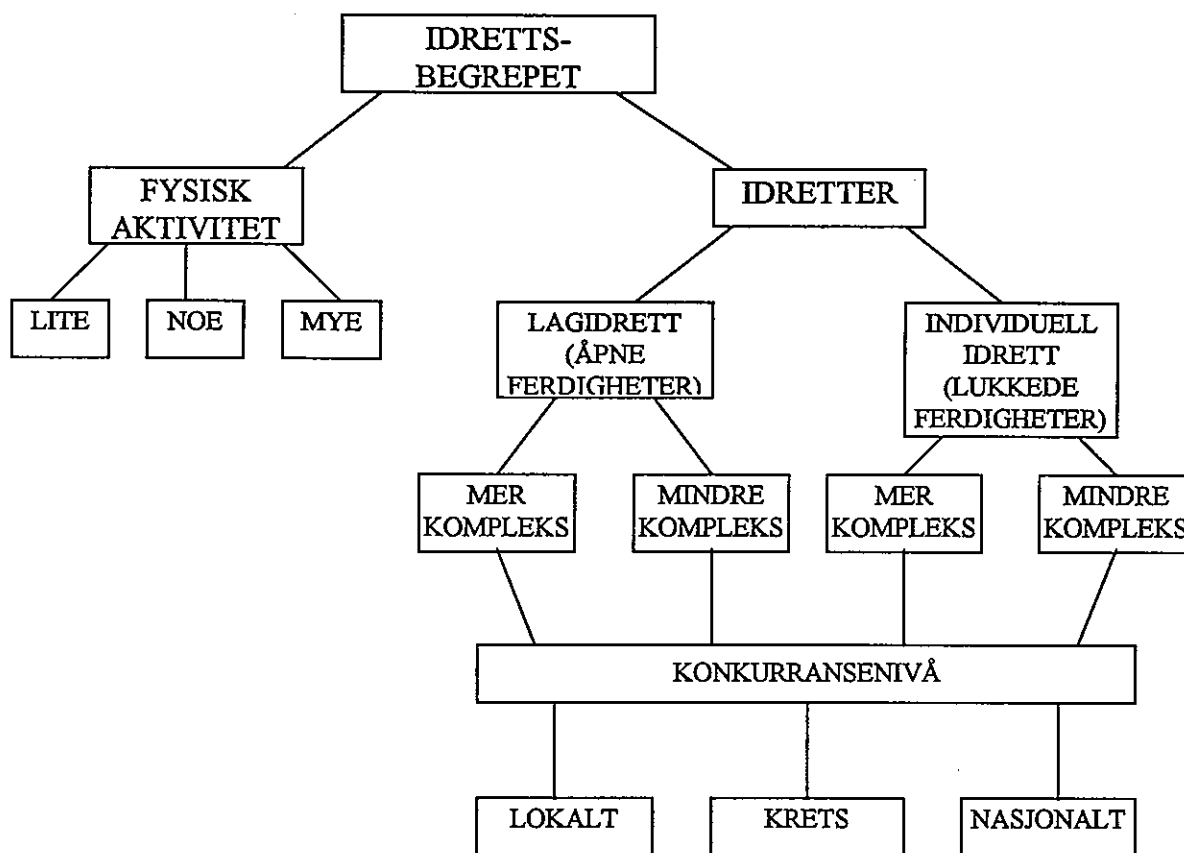 IDRETTS-
BEGREPET
FYSISK
AKTIVITET
IDRETTER
LITE
NOE
MYE
LAGIDRETT
(ÅPNE
FERDIGHETER)
INDIVIDUELL
IDRETT
(LUKKEDE
FERDIGHETER)
MER
KOMPLEKS
MINDRE
KOMPLEKS
MER
KOMPLEKS
MINDRE
KOMPLEKS
KONKURRANSENIVÅ
LOKALT
KRETS
NASJONALT